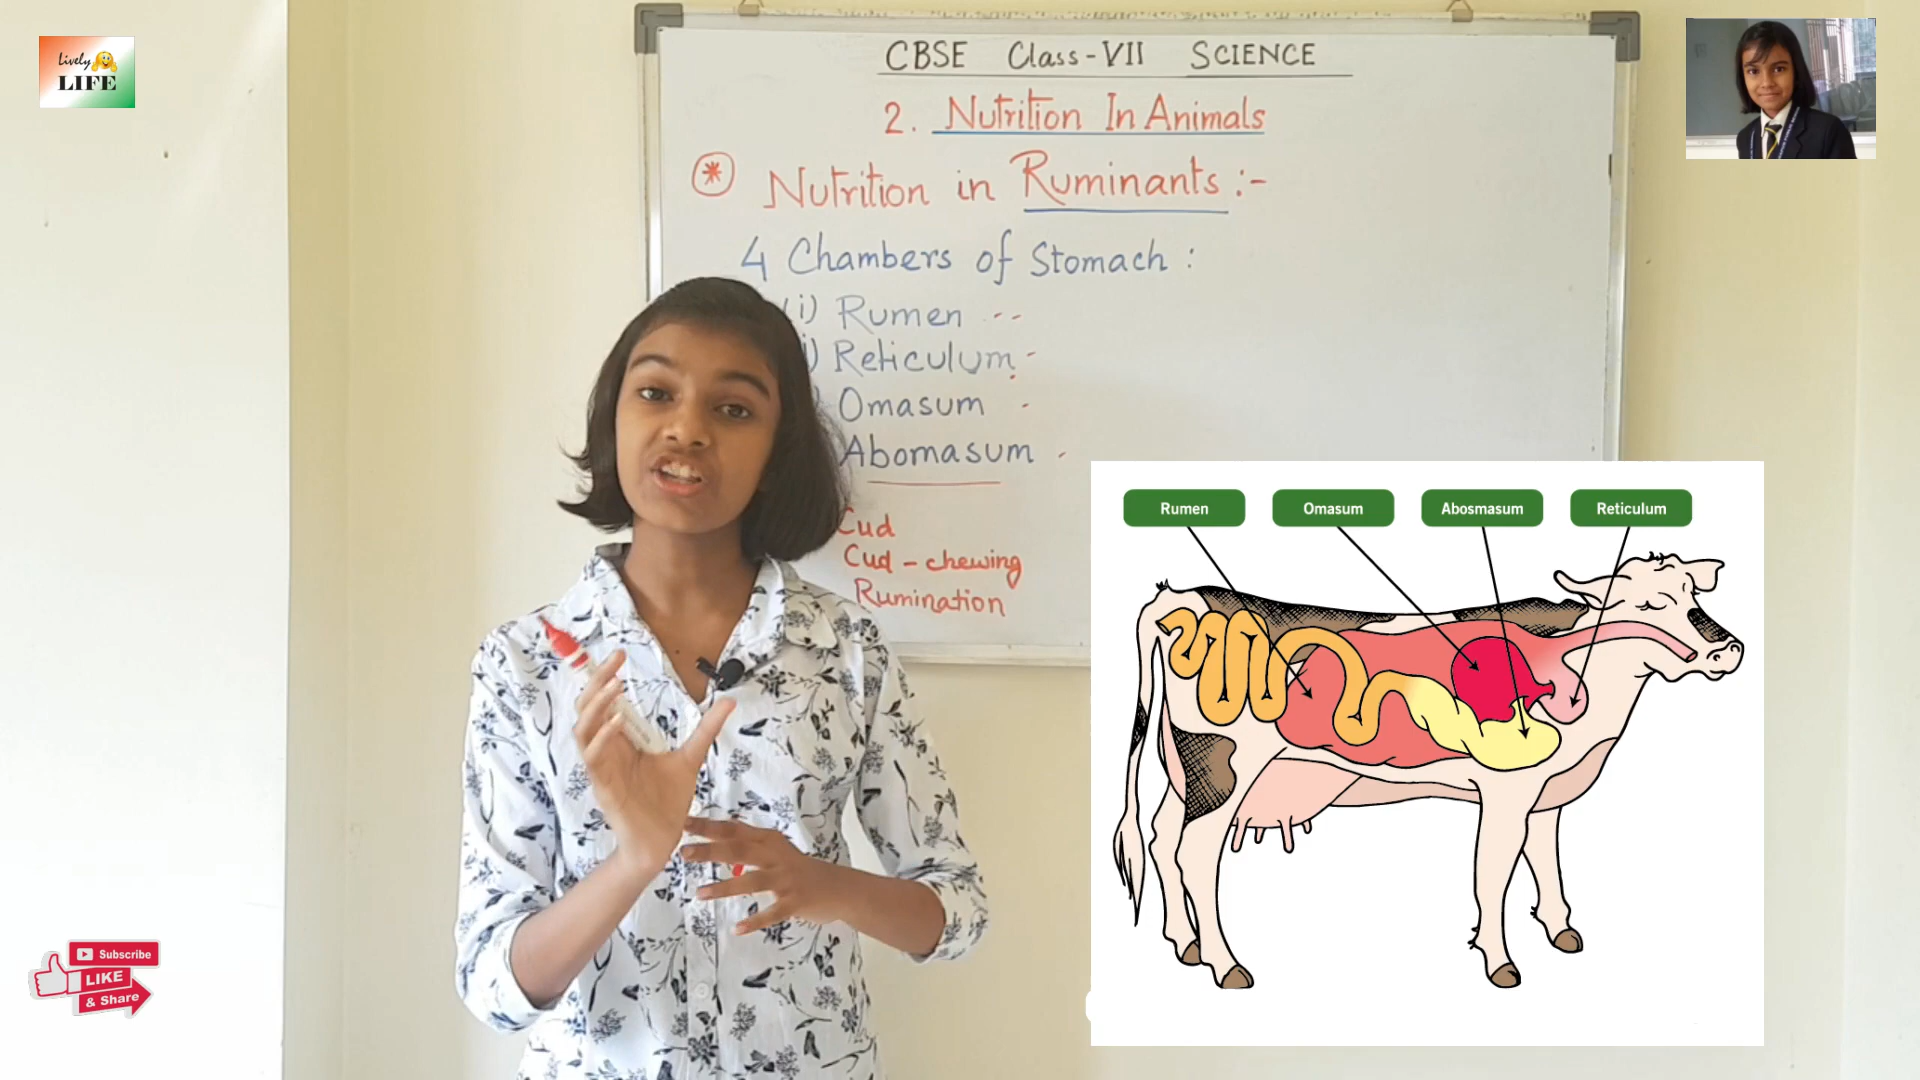 Lively
LIFE
CBSE Class-VII SCIENCE
2. Nutrition In Animals
* Nutrition in Ruminants :-
4 Chambers of Stomach :
(i) Rumen --
i) Reticulum -
) Omasum -
Abomasum -
Cud
Cud - chewing
Rumination
Rumen Omasum Abosmasum Reticulum
Subscribe
LIKE
& Share